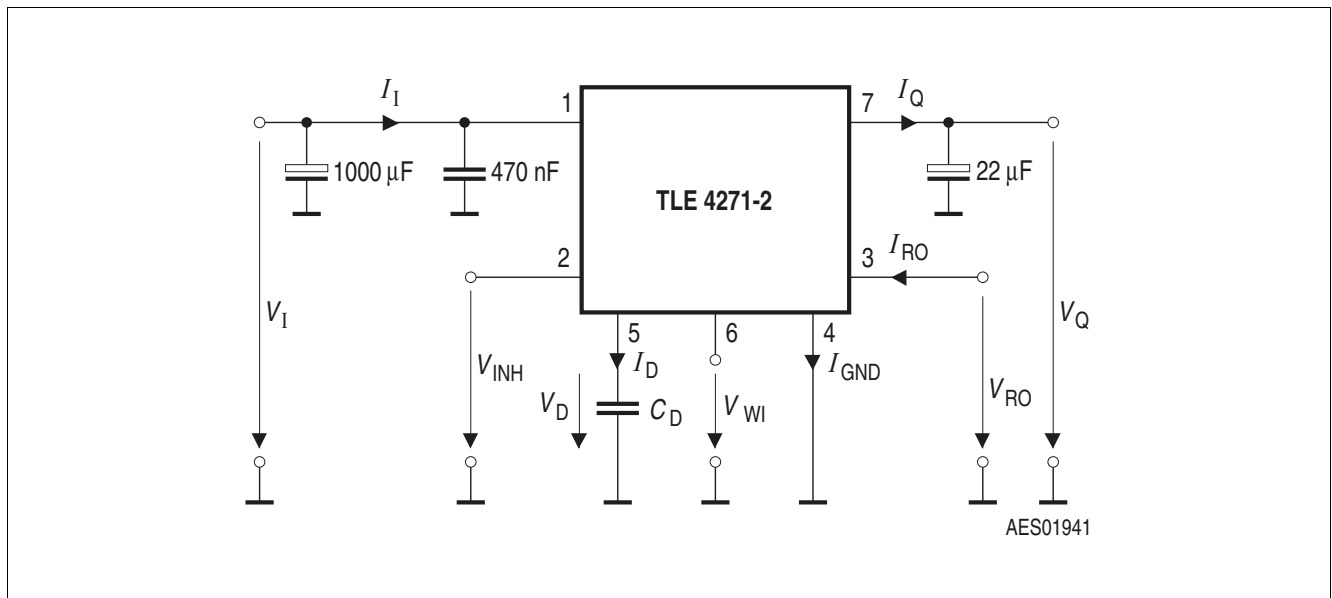 I_I
1
7
I_Q
1000 µF
470 nF
22 µF
TLE 4271-2
2
3
I_RO
V_I
V_INH
5
6
4
V_D
I_D
C_D
V_WI
I_GND
V_RO
V_Q
AES01941